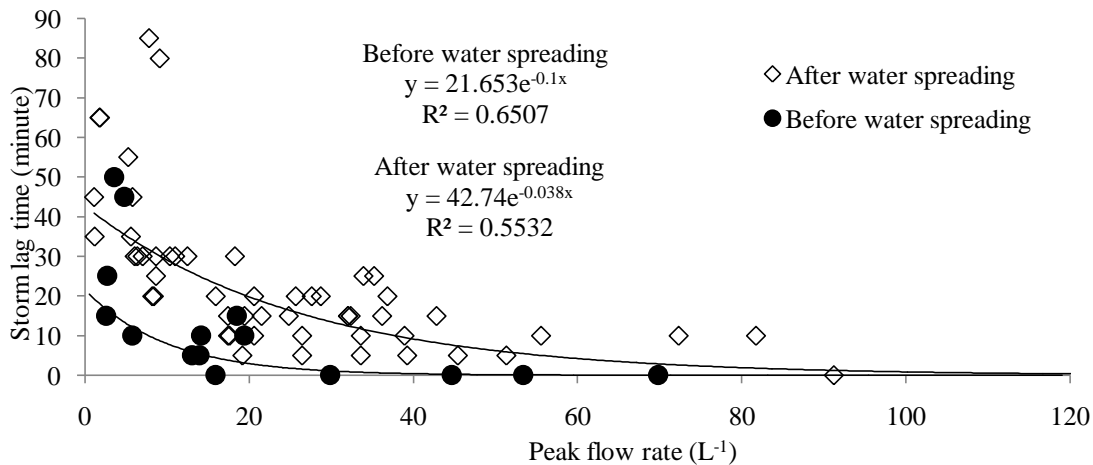 90
80
70
60
50
40
30
20
10
0
Storm lag time (minute)
Before water spreading
y = 21.653e^-0.1x
R² = 0.6507
After water spreading
y = 42.74e^-0.038x
R² = 0.5532
After water spreading
Before water spreading
0 20 40 60 80 100 120
Peak flow rate (L^-1)